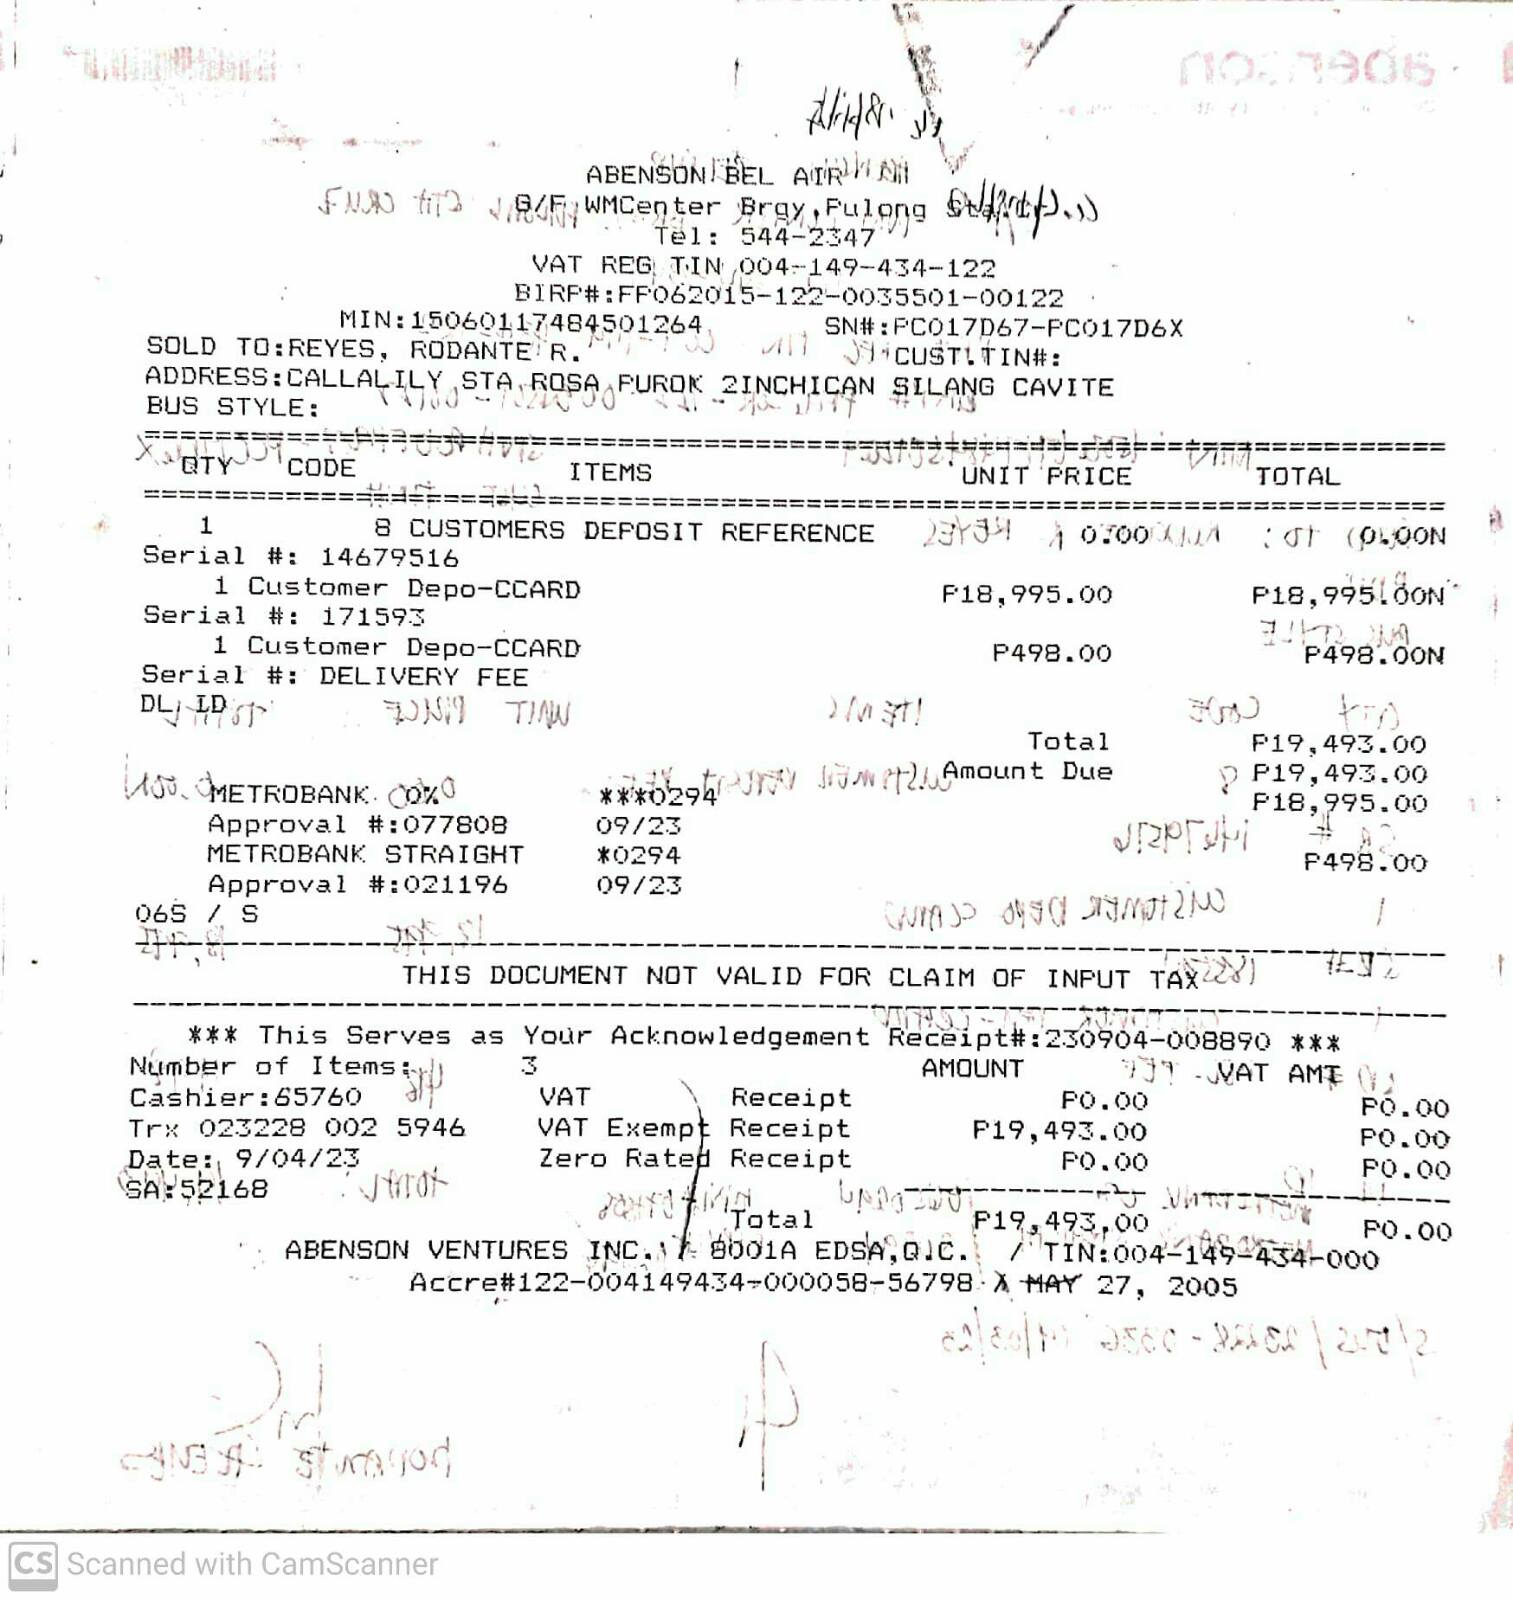 ABENSON BEL AIR
G/F WMCenter Brgy,Pulong Sta.
Tel: 544-2347
VAT REG TIN 004-149-434-122
BIRP#:FP062015-122-0035501-00122
MIN:15060117484501264 SN#:PC017D67-PC017D6X
SOLD TO:REYES, RODANTE R. CUST.TIN#:
ADDRESS:CALLALILY STA ROSA PUROK 2INCHICAN SILANG CAVITE
BUS STYLE:
QTY CODE ITEMS UNIT PRICE TOTAL
1 8 CUSTOMERS DEPOSIT REFERENCE 0.00 0.00N
Serial #: 14679516
1 Customer Depo-CCARD P18,995.00 P18,995.00N
Serial #: 171593
1 Customer Depo-CCARD P498.00 P498.00N
Serial #: DELIVERY FEE
DL ID
Total P19,493.00
Amount Due P19,493.00
METROBANK 0% ***0294 P18,995.00
Approval #:077808 09/23
METROBANK STRAIGHT *0294 P498.00
Approval #:021196 09/23
06S / S
THIS DOCUMENT NOT VALID FOR CLAIM OF INPUT TAX
*** This Serves as Your Acknowledgement Receipt#:230904-008890 ***
Number of Items: 3 AMOUNT VAT AMT
Cashier:65760 VAT Receipt P0.00 P0.00
Trx 023228 002 5946 VAT Exempt Receipt P19,493.00 P0.00
Date: 9/04/23 Zero Rated Receipt P0.00 P0.00
SA:52168
Total P19,493.00 P0.00
ABENSON VENTURES INC. / 8001A EDSA,Q.C. / TIN:004-149-434-000
Accre#122-004149434-000058-56798 MAY 27, 2005
CS Scanned with CamScanner